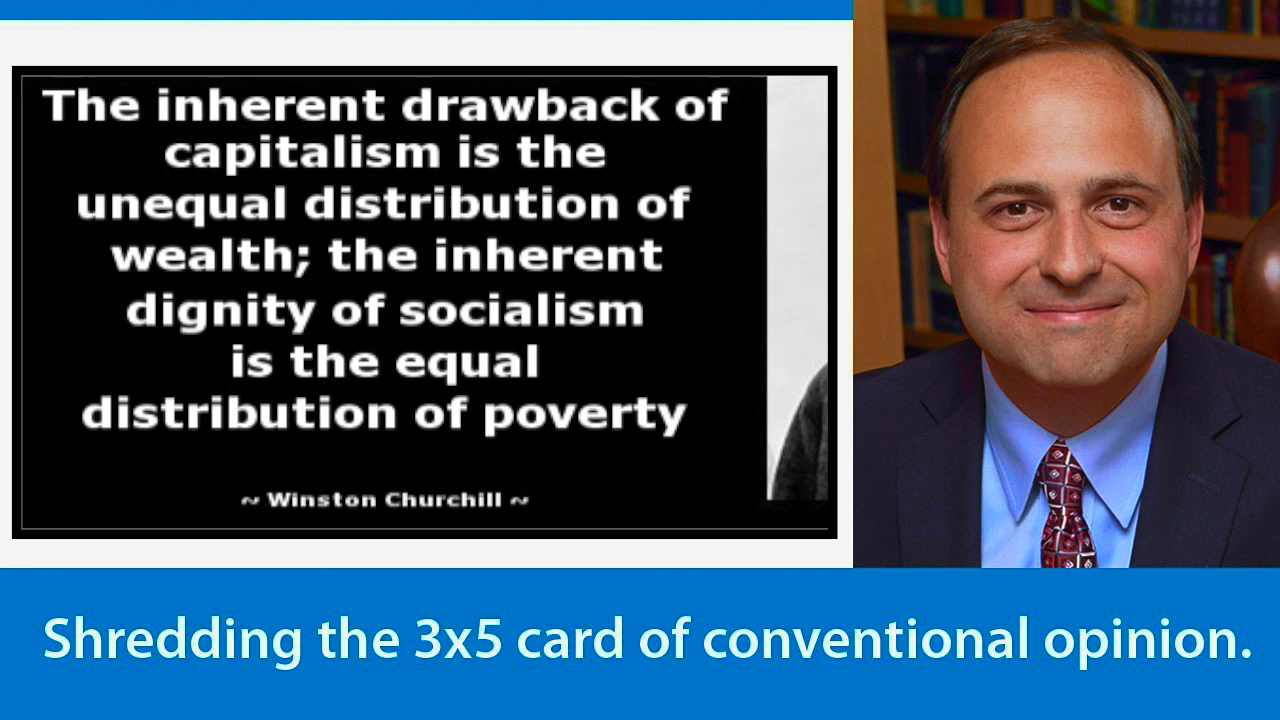 The inherent drawback of
capitalism is the
unequal distribution of
wealth; the inherent
dignity of socialism
is the equal
distribution of poverty
~ Winston Churchill ~
Shredding the 3x5 card of conventional opinion.